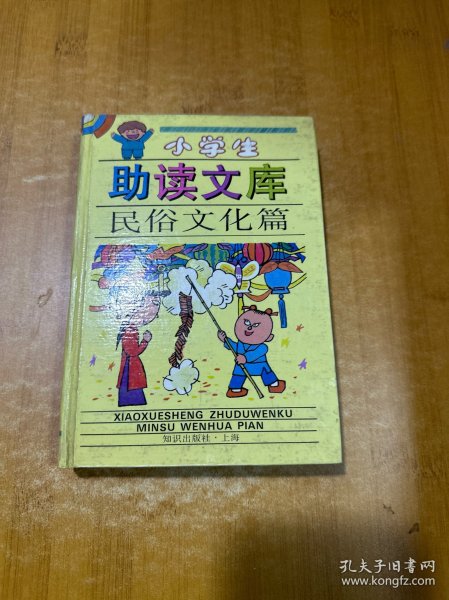 小学生
助读文库
民俗文化篇
XIAOXUESHENG ZHUDUWENKU
MINSU WENHUA PIAN
知识出版社·上海
孔夫子旧书网
www.kongfz.com